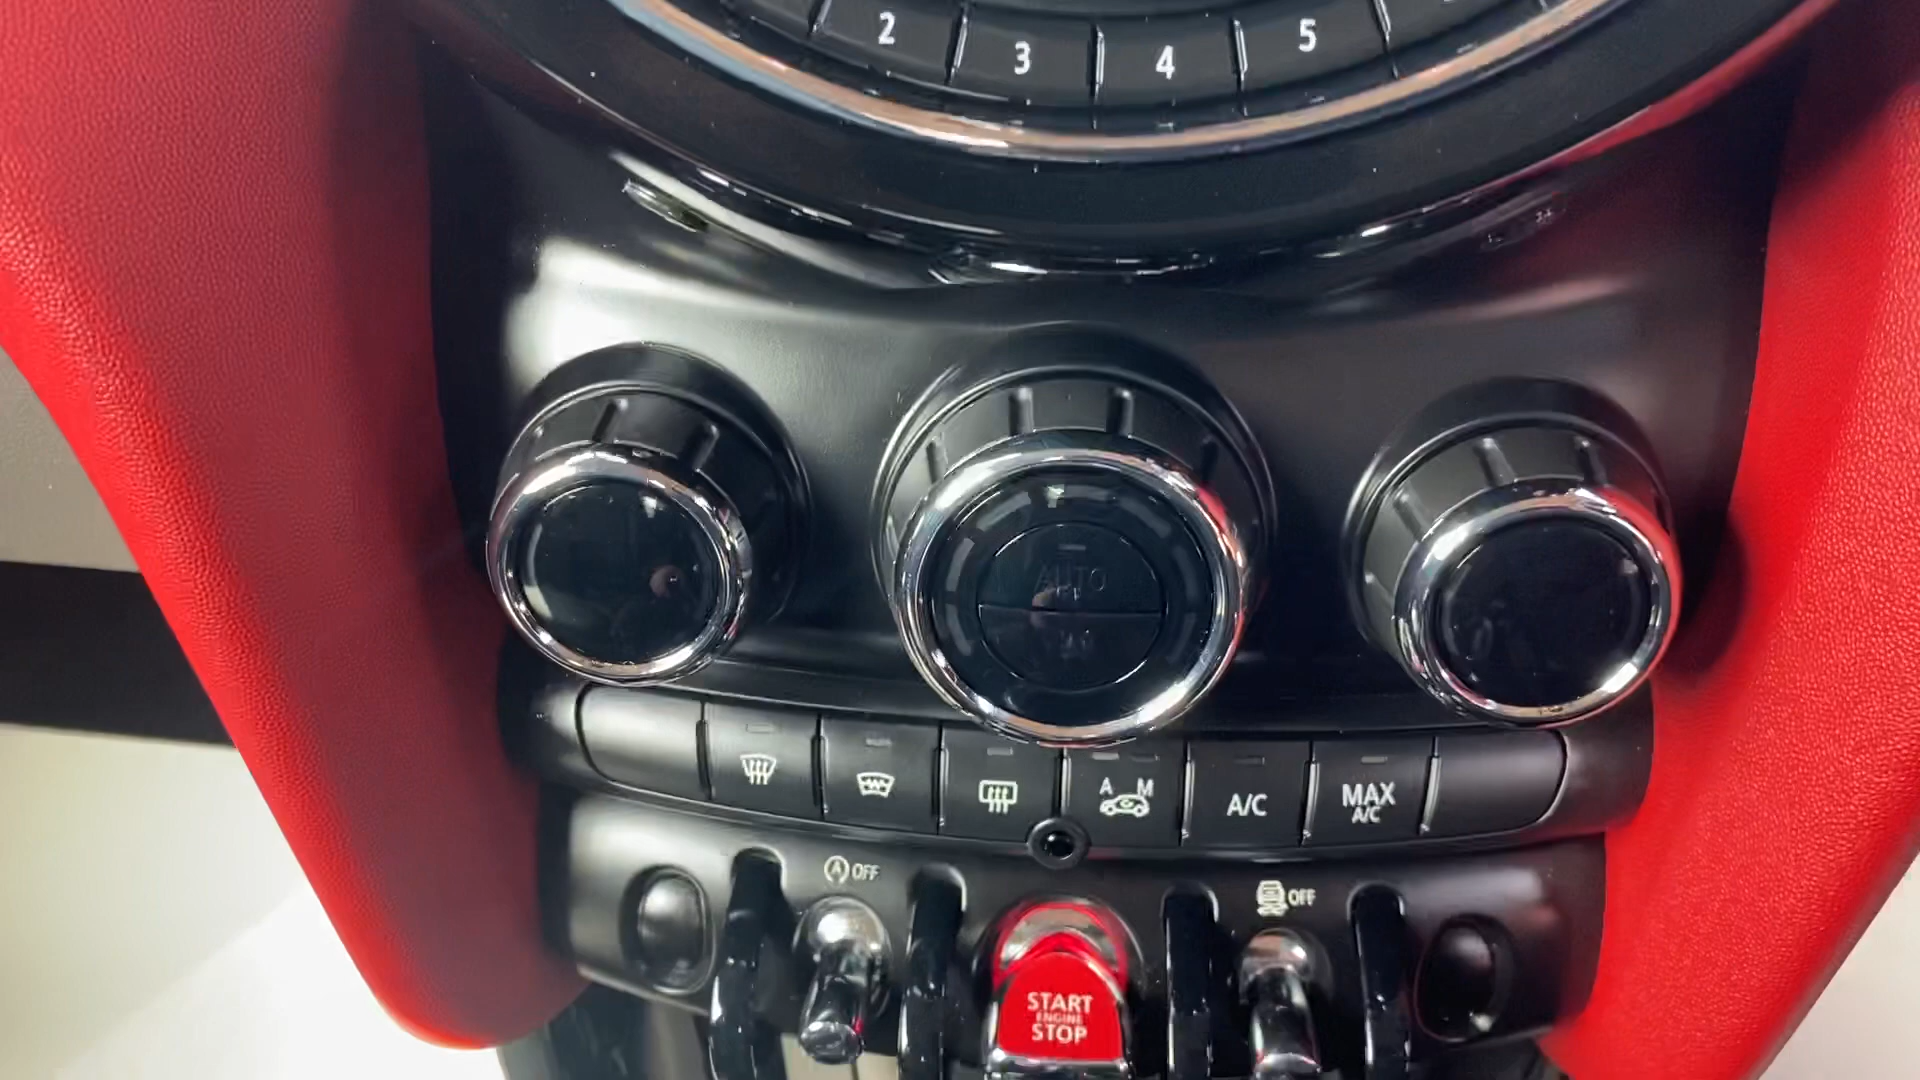 2 3 4 5
AUTO
A M A/C MAX
A/C
A OFF OFF
START
ENGINE
STOP